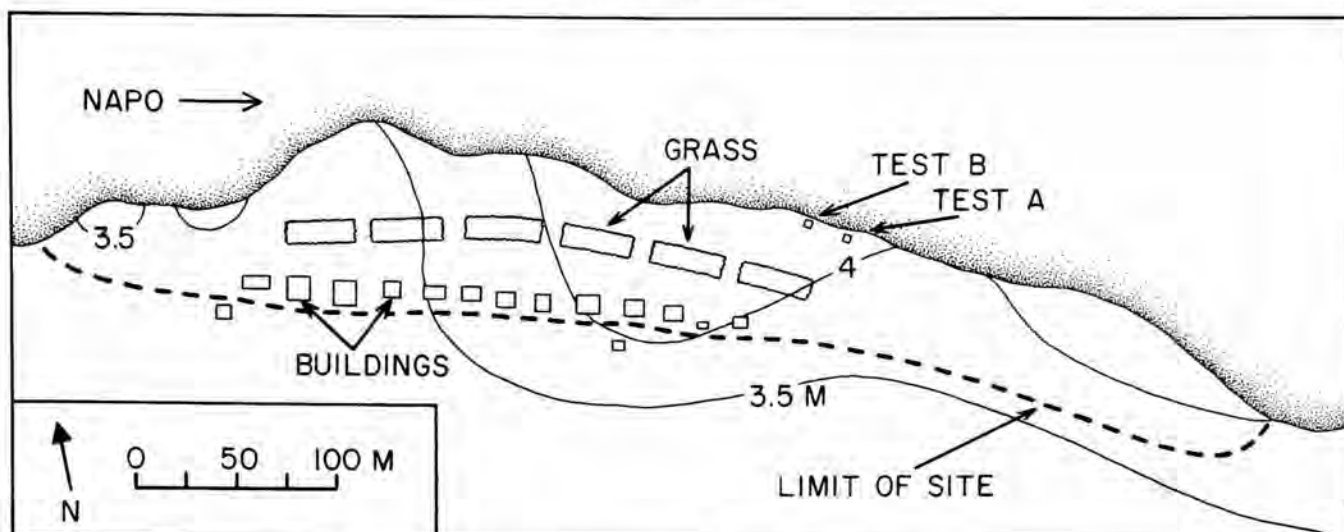 NAPO
GRASS
TEST B
TEST A
3.5
4
BUILDINGS
3.5 M
LIMIT OF SITE
0 50 100 M
N